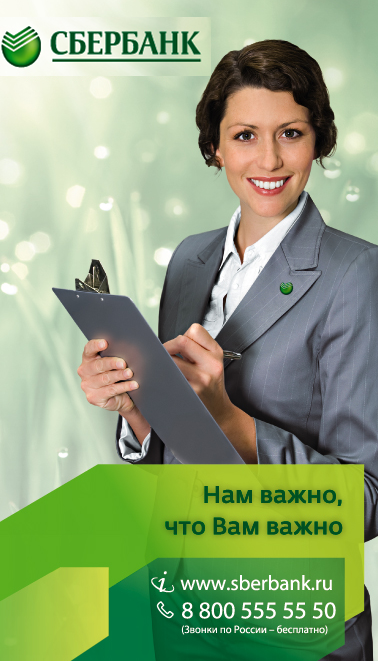 СБЕРБАНК
Нам важно,
что Вам важно
www.sberbank.ru
8 800 555 55 50
(Звонки по России – бесплатно)